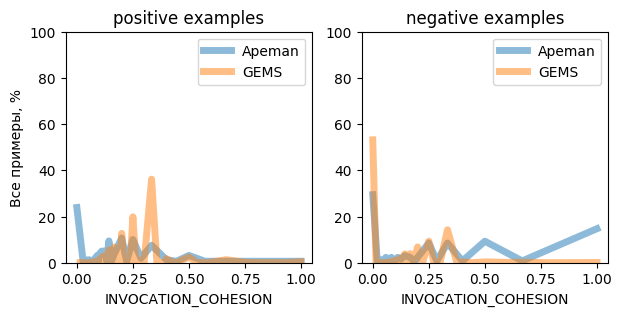 positive examples
negative examples
Все примеры, %
100
80
60
40
20
0
Apeman
GEMS
0.00 0.25 0.50 0.75 1.00
INVOCATION_COHESION
100
80
60
40
20
0
Apeman
GEMS
0.00 0.25 0.50 0.75 1.00
INVOCATION_COHESION